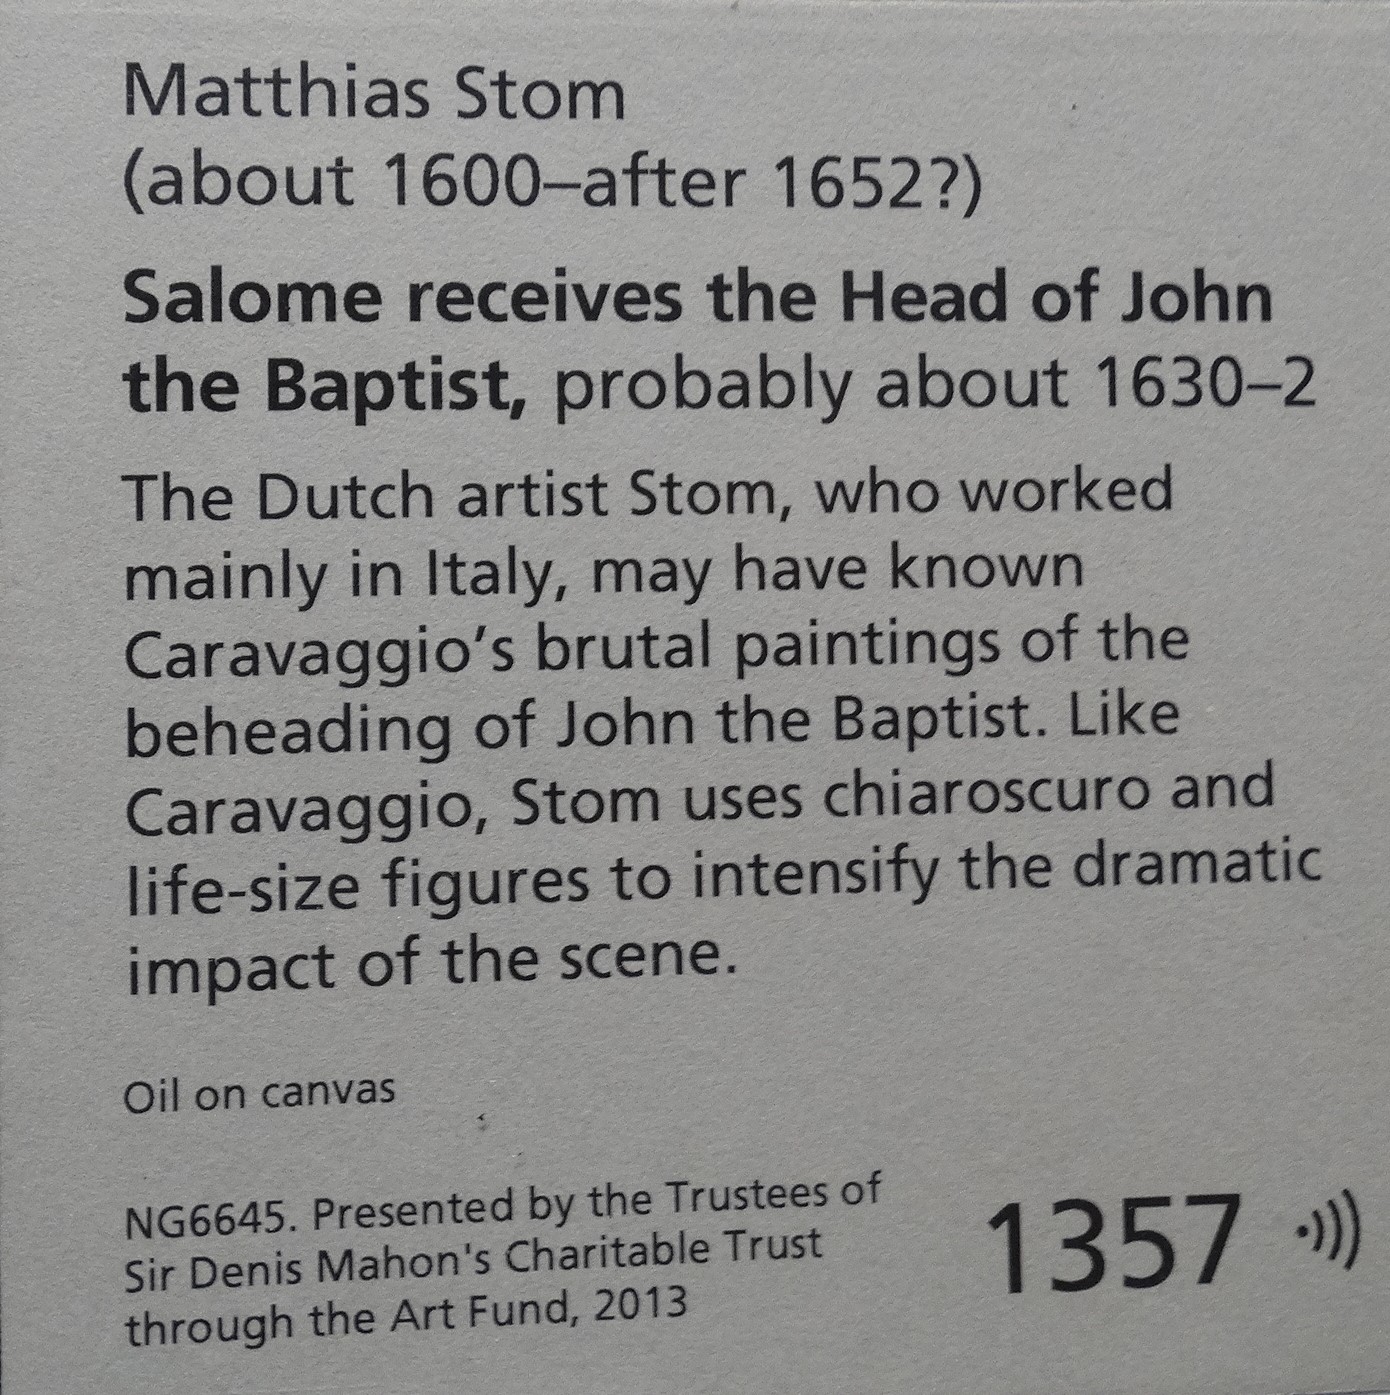 Matthias Stom
(about 1600–after 1652?)
Salome receives the Head of John
the Baptist, probably about 1630–2
The Dutch artist Stom, who worked
mainly in Italy, may have known
Caravaggio’s brutal paintings of the
beheading of John the Baptist. Like
Caravaggio, Stom uses chiaroscuro and
life-size figures to intensify the dramatic
impact of the scene.
Oil on canvas
NG6645. Presented by the Trustees of
Sir Denis Mahon's Charitable Trust
through the Art Fund, 2013
1357